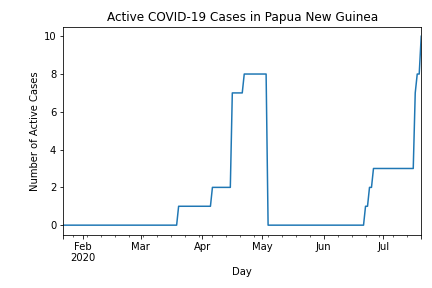 Active COVID-19 Cases in Papua New Guinea
Number of Active Cases
10
8
6
4
2
0
Feb Mar Apr May Jun Jul
2020
Day